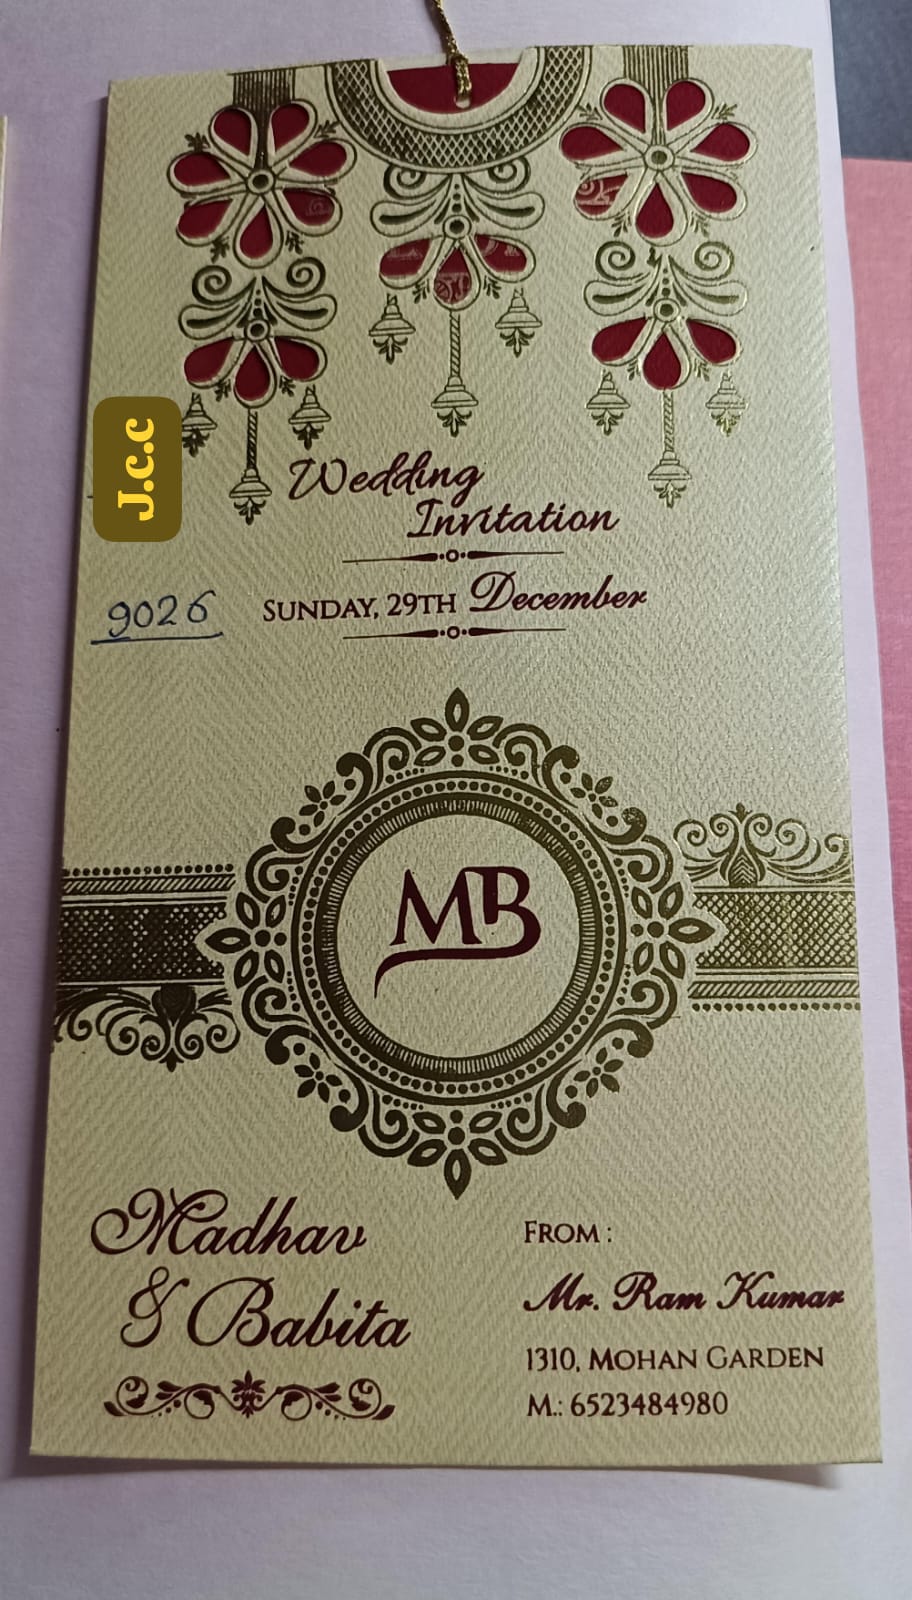 J.c.c
Wedding
Invitation
9026
SUNDAY, 29TH December
MB
Madhav
& Babita
FROM :
Mr. Ram Kumar
1310, MOHAN GARDEN
M.: 6523484980